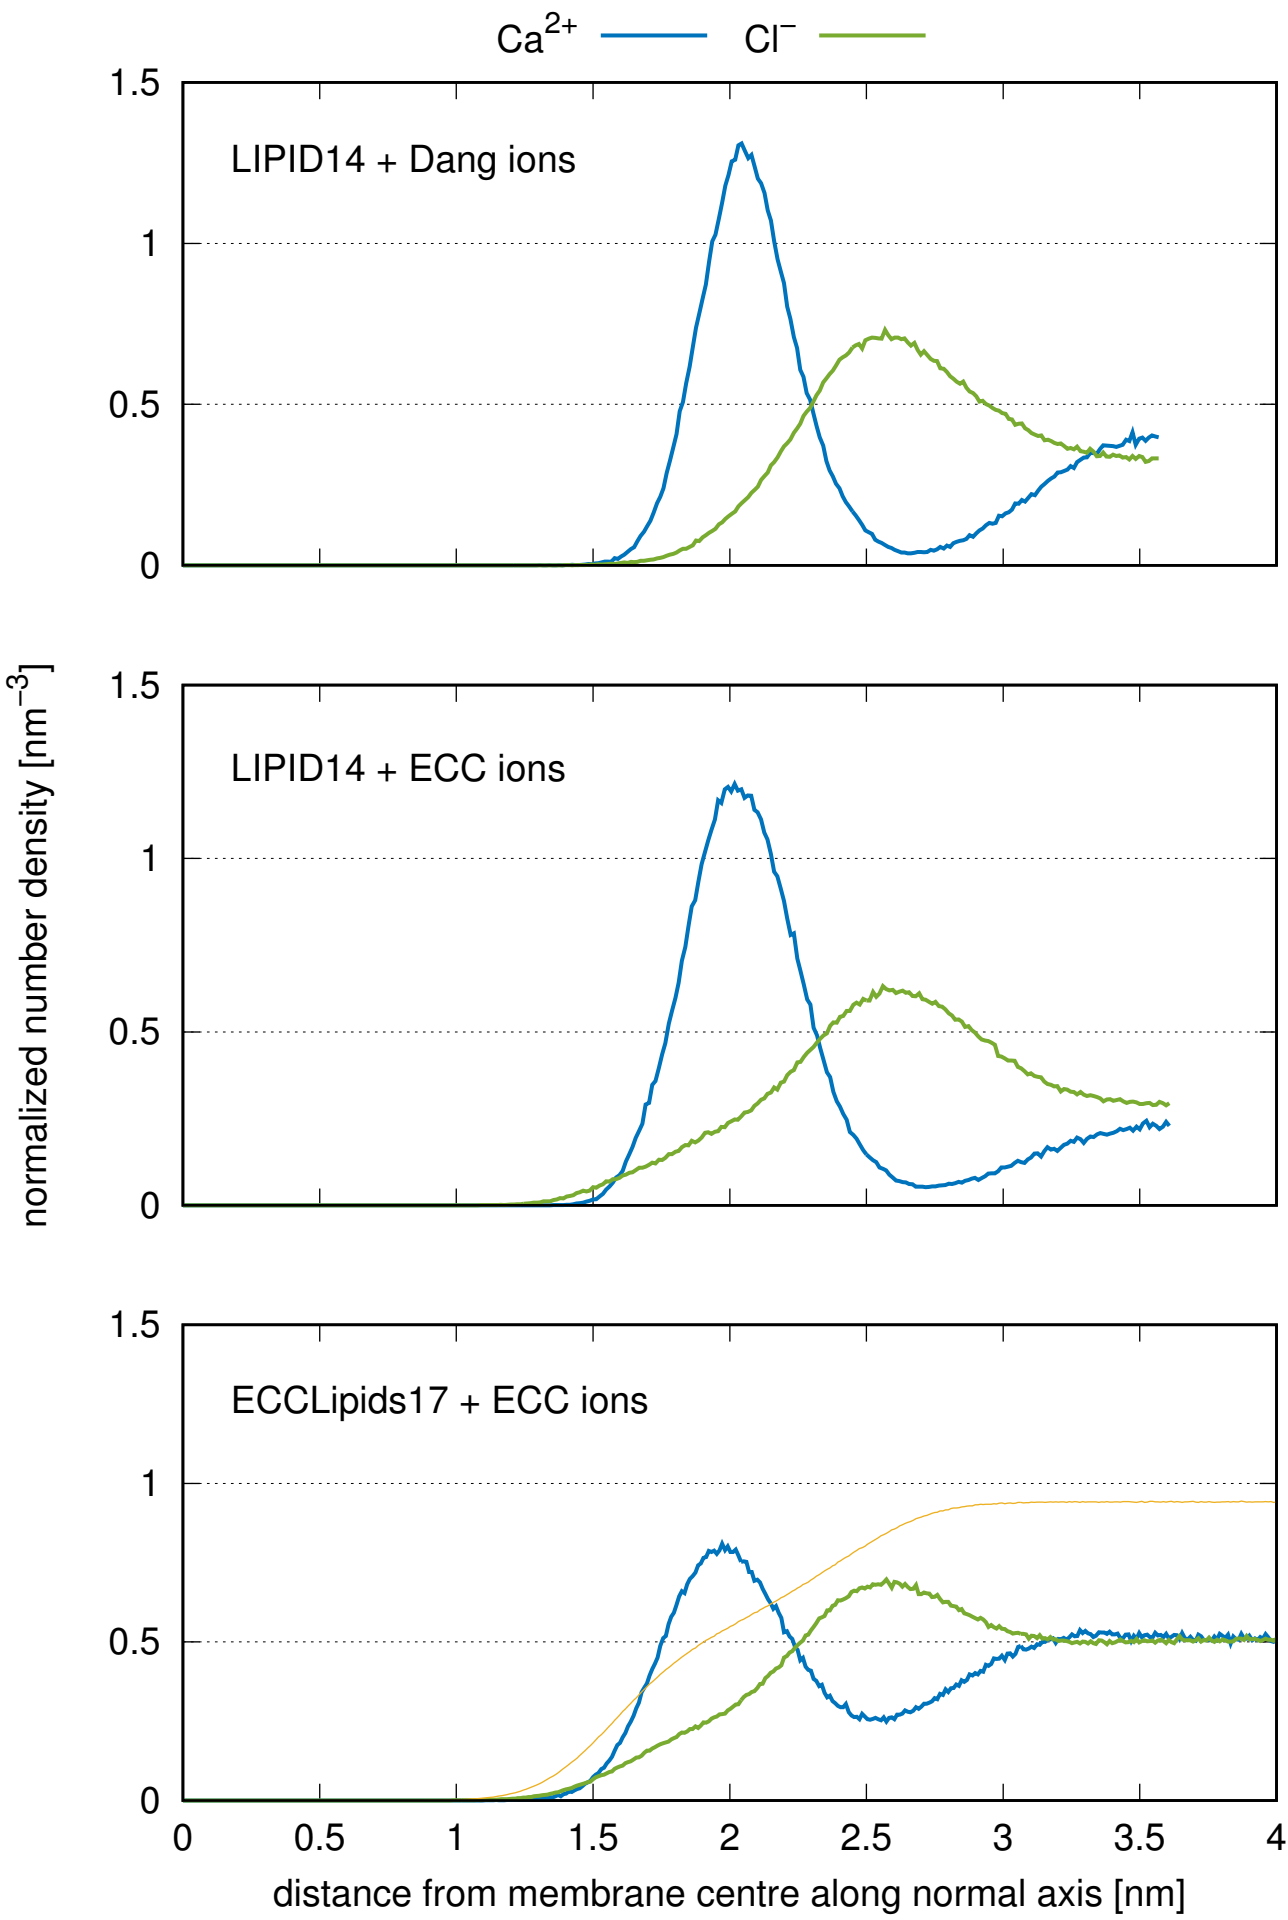 Ca²⁺ Cl⁻
1.5
LIPID14 + Dang ions
1
0.5
0
normalized number density [nm⁻³]
1.5
LIPID14 + ECC ions
1
0.5
0
1.5
ECCLipids17 + ECC ions
1
0.5
0
0 0.5 1 1.5 2 2.5 3 3.5 4
distance from membrane centre along normal axis [nm]